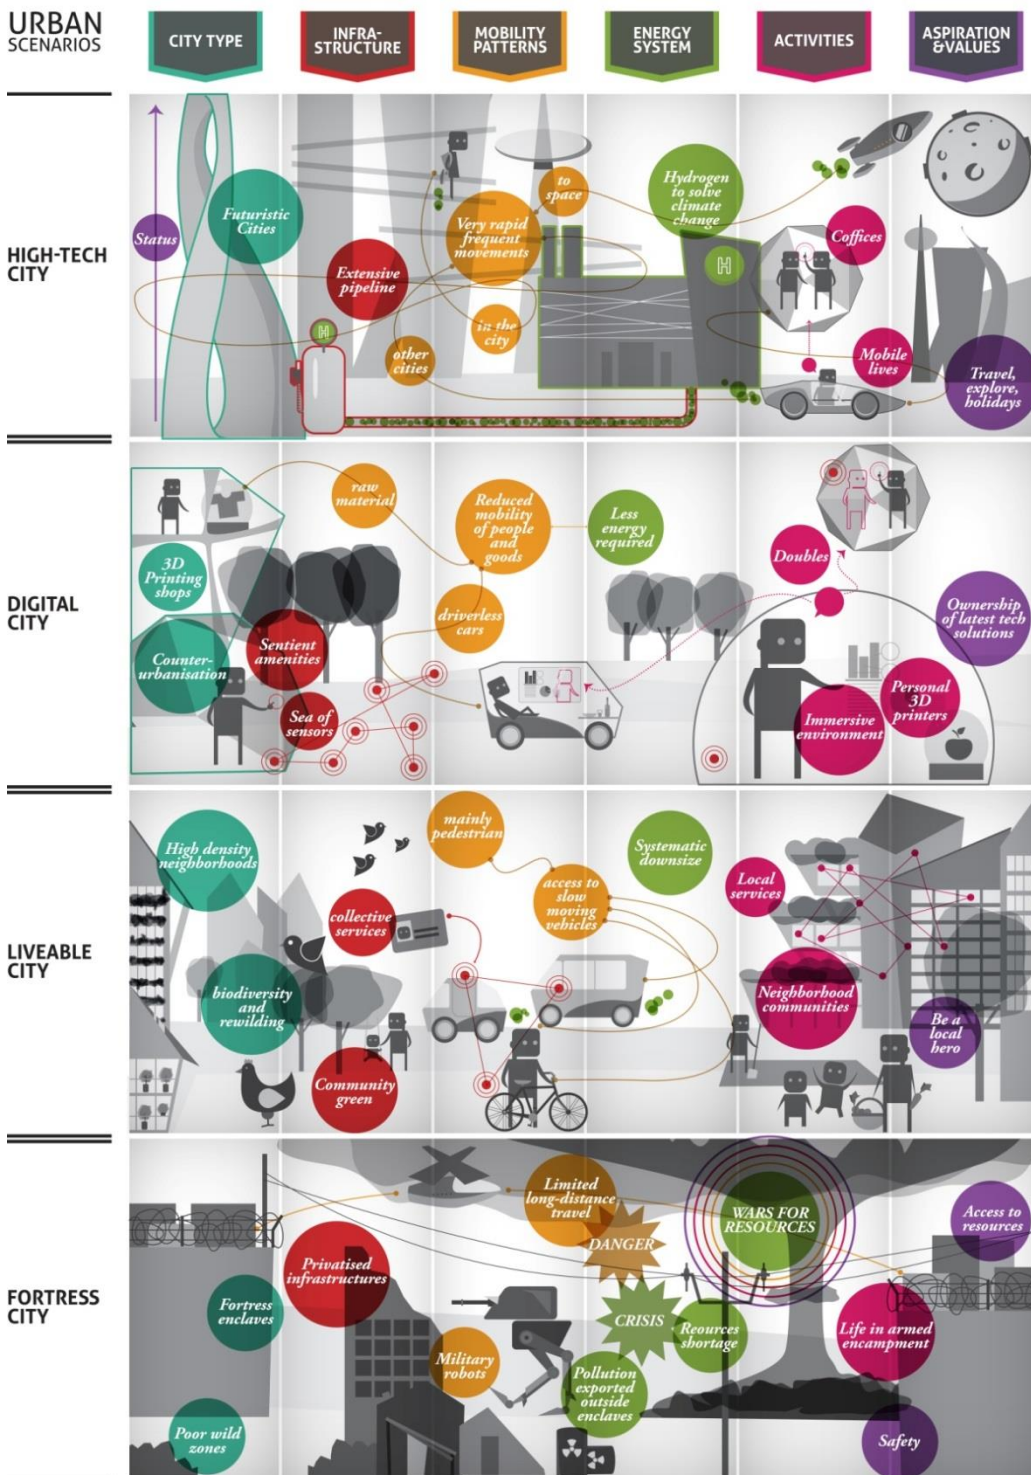 URBAN
SCENARIOS
CITY TYPE
INFRA-
STRUCTURE
MOBILITY
PATTERNS
ENERGY
SYSTEM
ACTIVITIES
ASPIRATION
&VALUES
HIGH-TECH
CITY
Status
Futuristic
Cities
Extensive
pipeline
H
Very rapid
frequent
movements
to
space
in the
city
other
cities
Hydrogen
to solve
climate
change
H
Coffices
Mobile
lives
Travel,
explore,
holidays
DIGITAL
CITY
3D
Printing
shops
Counter-
urbanisation
raw
material
Sentient
amenities
Sea of
sensors
Reduced
mobility
of people
and
goods
driverless
cars
Less
energy
required
Doubles
Immersive
environment
Personal
3D
printers
Ownership
of latest tech
solutions
LIVEABLE
CITY
High density
neighborhoods
biodiversity
and
rewilding
collective
services
Community
green
mainly
pedestrian
access to
slow
moving
vehicles
Systematic
downsize
Local
services
Neighborhood
communities
Be a
local
hero
FORTRESS
CITY
Fortress
enclaves
Poor wild
zones
Privatised
infrastructures
Limited
long-distance
travel
DANGER
Military
robots
CRISIS
WARS FOR
RESOURCES
Reources
shortage
Pollution
exported
outside
enclaves
Life in armed
encampment
Access to
resources
Safety